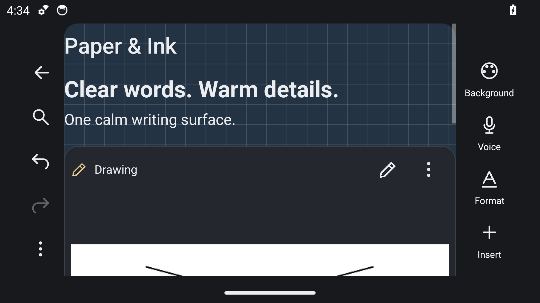 4:34
Paper & Ink
Clear words. Warm details.
One calm writing surface.
Drawing
Background
Voice
Format
Insert